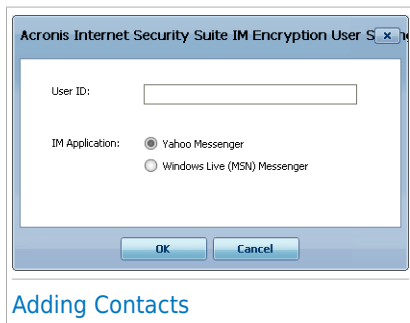 Acronis Internet Security Suite IM Encryption User S
User ID:
IM Application:
Yahoo Messenger
Windows Live (MSN) Messenger
OK
Cancel
Adding Contacts